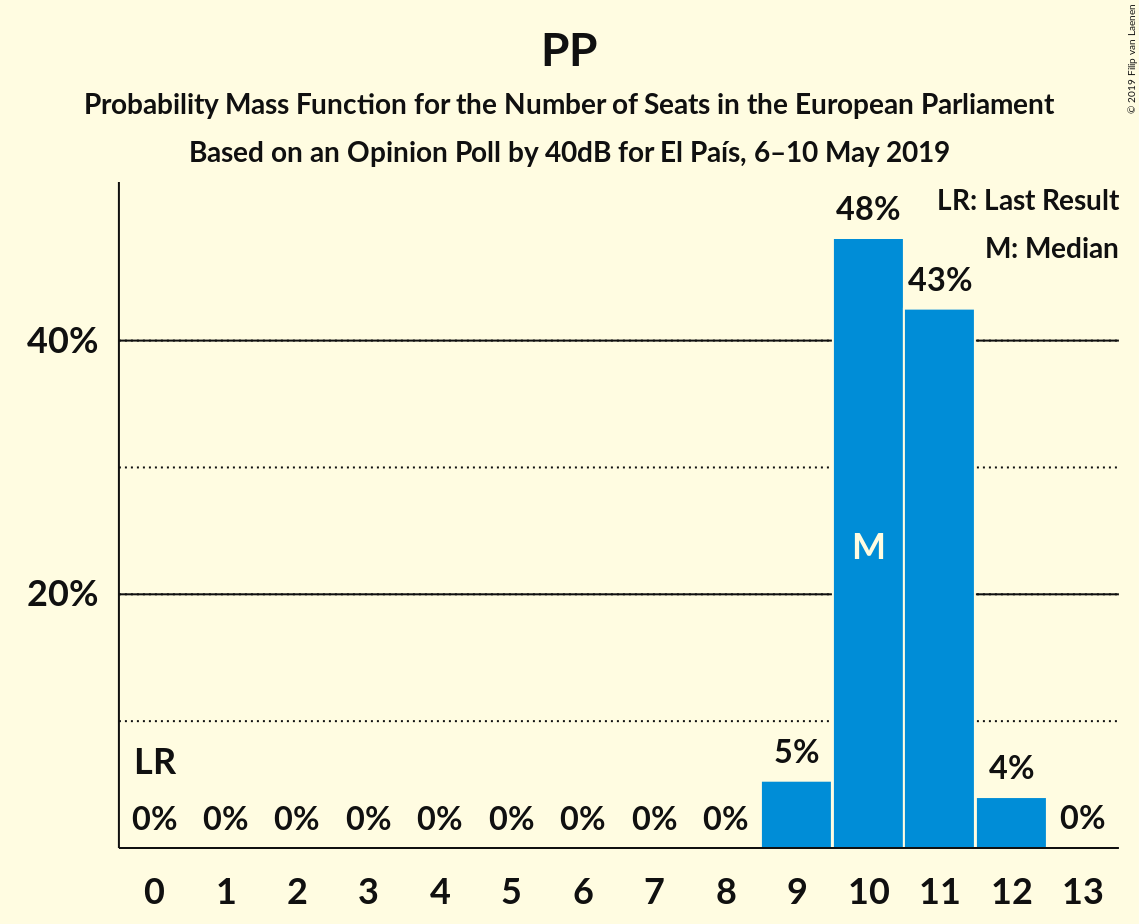 PP
Probability Mass Function for the Number of Seats in the European Parliament
Based on an Opinion Poll by 40dB for El País, 6–10 May 2019
© 2019 Filip van Laenen
LR: Last Result
M: Median
48%
43%
40%
M
20%
LR
5%
4%
0% 0% 0% 0% 0% 0% 0% 0% 0% 0%
0 1 2 3 4 5 6 7 8 9 10 11 12 13